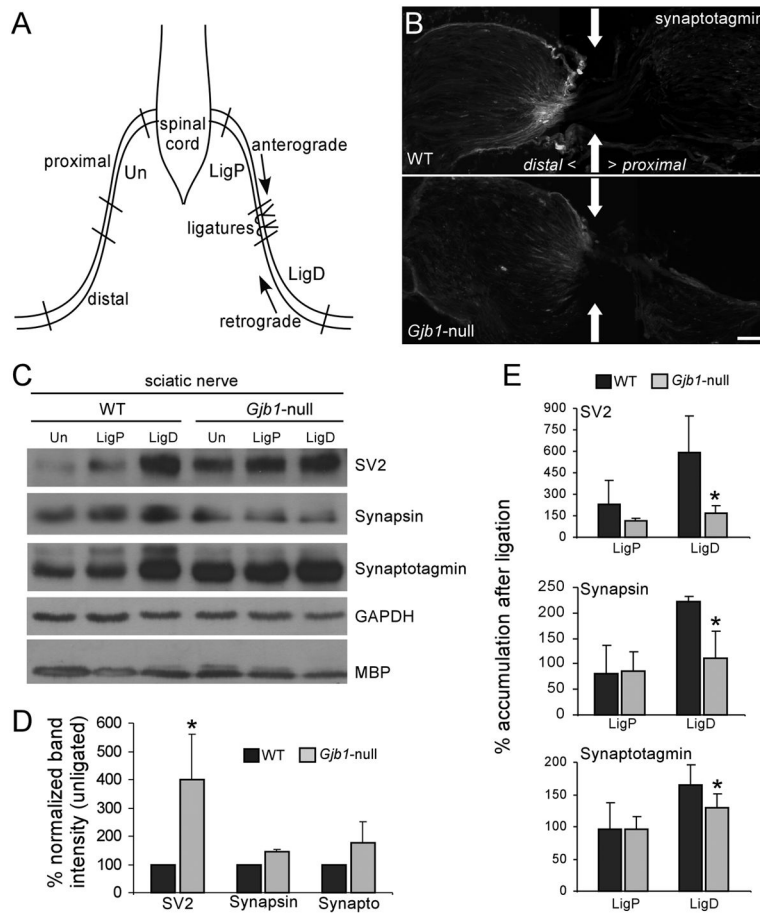 A
spinal
cord
proximal
Un
LigP
anterograde
ligatures
LigD
distal
retrograde
B
synaptotagmin
WT
distal < > proximal
Gjb1-null
C
sciatic nerve
WT Gjb1-null
Un LigP LigD Un LigP LigD
SV2
Synapsin
Synaptotagmin
GAPDH
MBP
D
% normalized band
intensity (unligated)
600
500
400
300
200
100
WT Gjb1-null
*
SV2 Synapsin Synapto
E
WT Gjb1-null
% accumulation after ligation
SV2
900
750
600
450
300
150
0
*
LigP LigD
Synapsin
250
200
150
100
50
0
*
LigP LigD
Synaptotagmin
200
150
100
50
0
*
LigP LigD